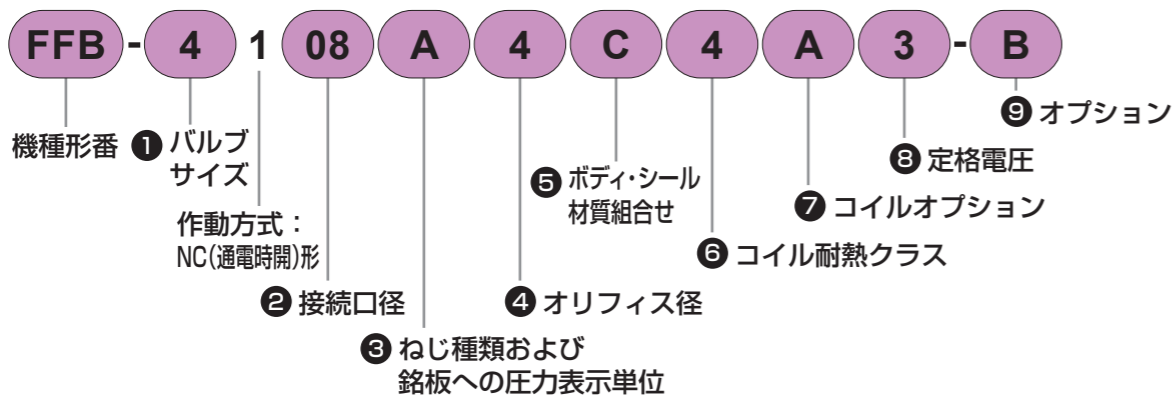 FFB - 4 1 08 A 4 C 4 A 3 - B
機種形番
❶ バルブ
サイズ
作動方式：
NC(通電時開)形
❷ 接続口径
❸ ねじ種類および
銘板への圧力表示単位
❹ オリフィス径
❺ ボディ・シール
材質組合せ
❻ コイル耐熱クラス
❼ コイルオプション
❽ 定格電圧
❾ オプション